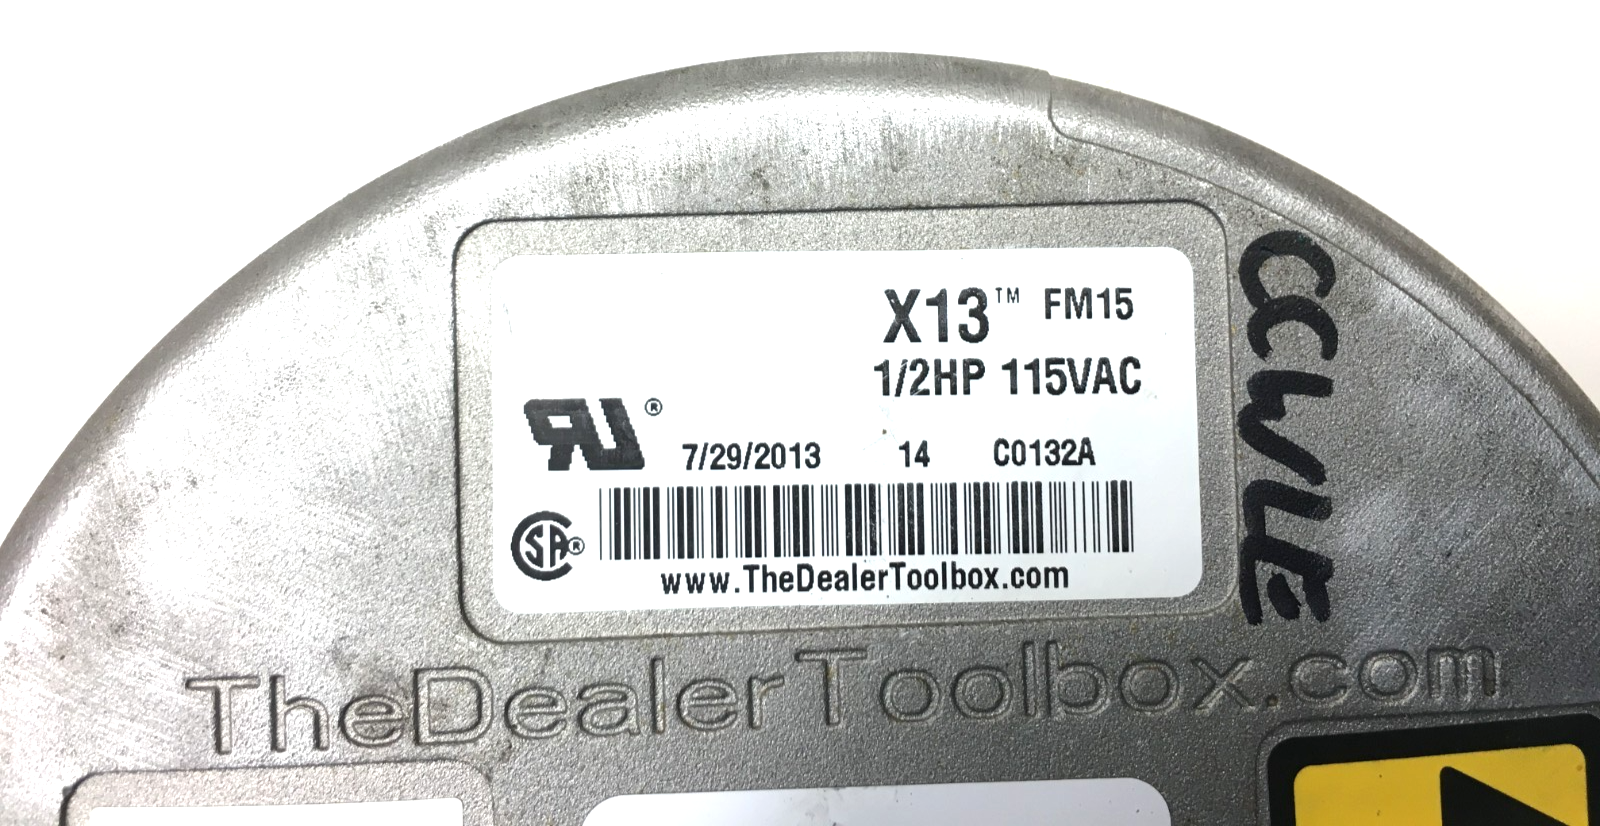 X13™ FM15
1/2HP 115VAC
7/29/2013 14 C0132A
www.TheDealerToolbox.com
CCWLE
TheDealerToolbox.com